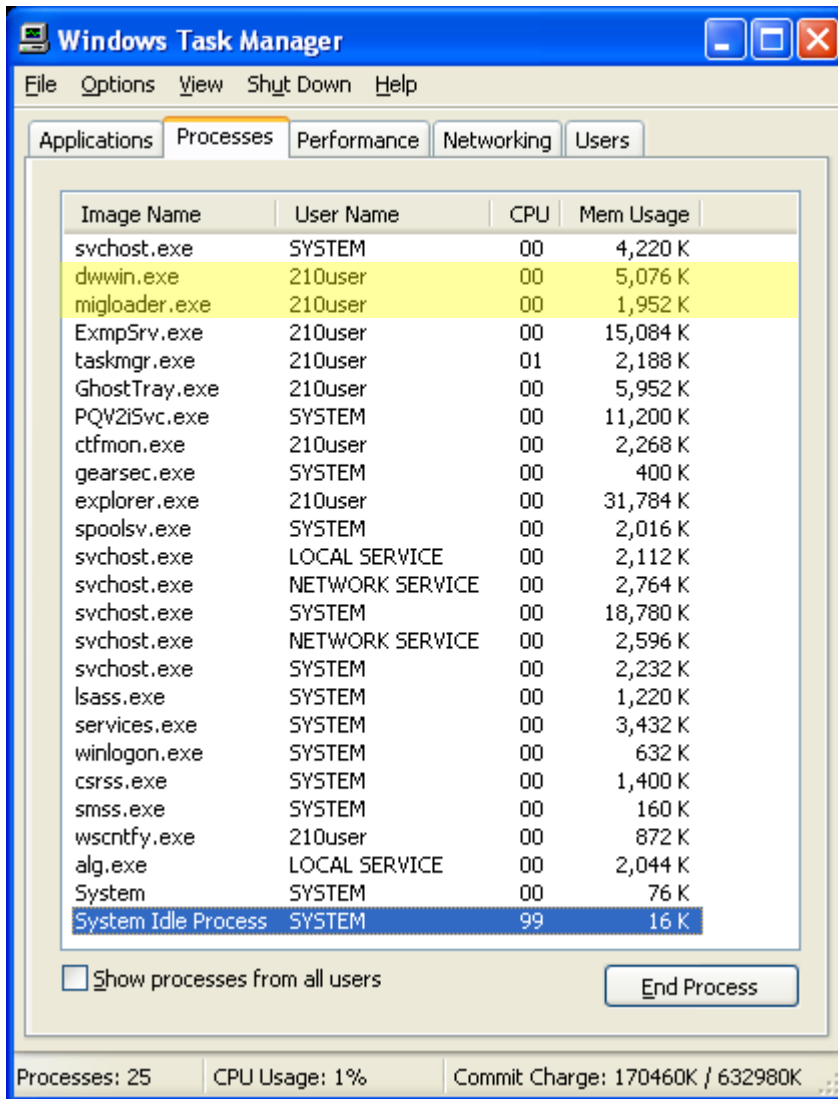 Windows Task Manager
File Options View Shut Down Help
Applications Processes Performance Networking Users
Image Name User Name CPU Mem Usage
svchost.exe SYSTEM 00 4,220 K
dwwin.exe 210user 00 5,076 K
migloader.exe 210user 00 1,952 K
ExmpSrv.exe 210user 00 15,084 K
taskmgr.exe 210user 01 2,188 K
GhostTray.exe 210user 00 5,952 K
PQV2iSvc.exe SYSTEM 00 11,200 K
ctfmon.exe 210user 00 2,268 K
gearsec.exe SYSTEM 00 400 K
explorer.exe 210user 00 31,784 K
spoolsv.exe SYSTEM 00 2,016 K
svchost.exe LOCAL SERVICE 00 2,112 K
svchost.exe NETWORK SERVICE 00 2,764 K
svchost.exe SYSTEM 00 18,780 K
svchost.exe NETWORK SERVICE 00 2,596 K
svchost.exe SYSTEM 00 2,232 K
lsass.exe SYSTEM 00 1,220 K
services.exe SYSTEM 00 3,432 K
winlogon.exe SYSTEM 00 632 K
csrss.exe SYSTEM 00 1,400 K
smss.exe SYSTEM 00 160 K
wscntfy.exe 210user 00 872 K
alg.exe LOCAL SERVICE 00 2,044 K
System SYSTEM 00 76 K
System Idle Process SYSTEM 99 16 K
Show processes from all users End Process
Processes: 25 CPU Usage: 1% Commit Charge: 170460K / 632980K